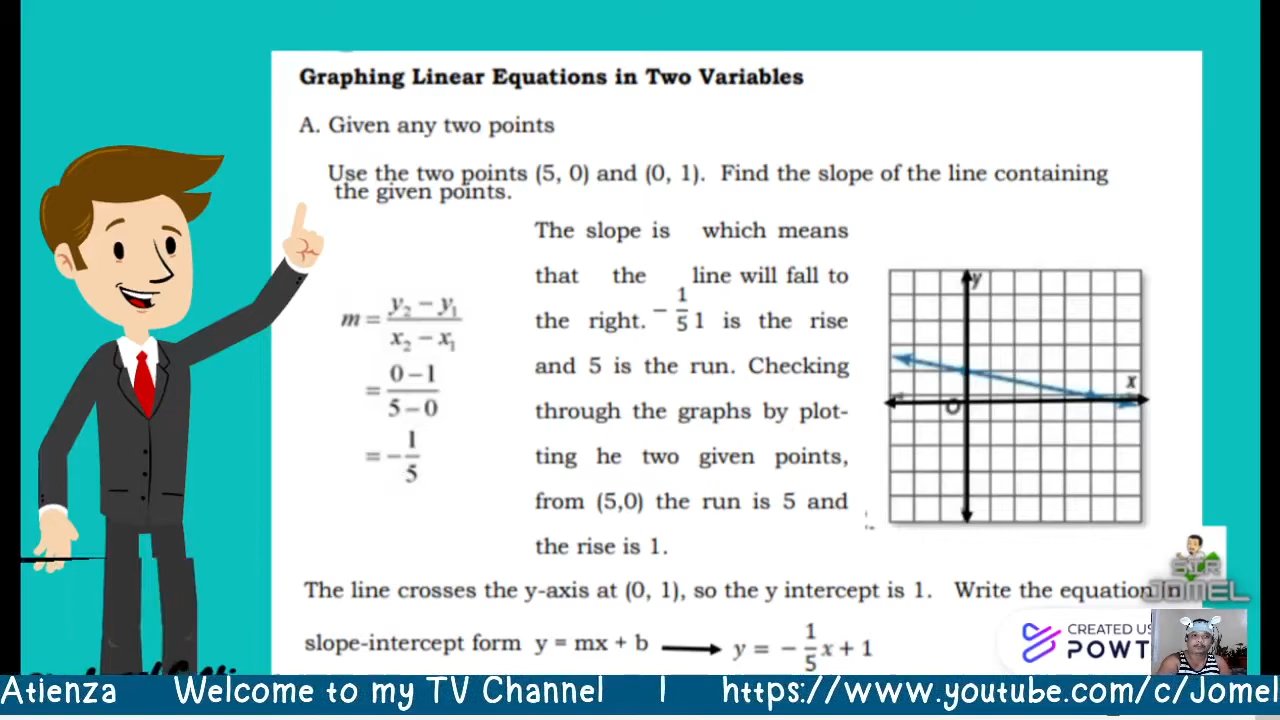 Graphing Linear Equations in Two Variables
A. Given any two points
Use the two points (5, 0) and (0, 1). Find the slope of the line containing
the given points.
The slope is which means
that the line will fall to
the right. - 1/5 1 is the rise
and 5 is the run. Checking
through the graphs by plot-
ting he two given points,
from (5,0) the run is 5 and
the rise is 1.
m = y₂ − y₁ / x₂ − x₁
= 0 − 1 / 5 − 0
= − 1/5
y
x
O
The line crosses the y-axis at (0, 1), so the y intercept is 1. Write the equation in
slope-intercept form y = mx + b ⟶ y = − 1/5 x + 1
SIR
JOMEL
CREATED US
POWT
Atienza Welcome to my TV Channel | https://www.youtube.com/c/Jomel